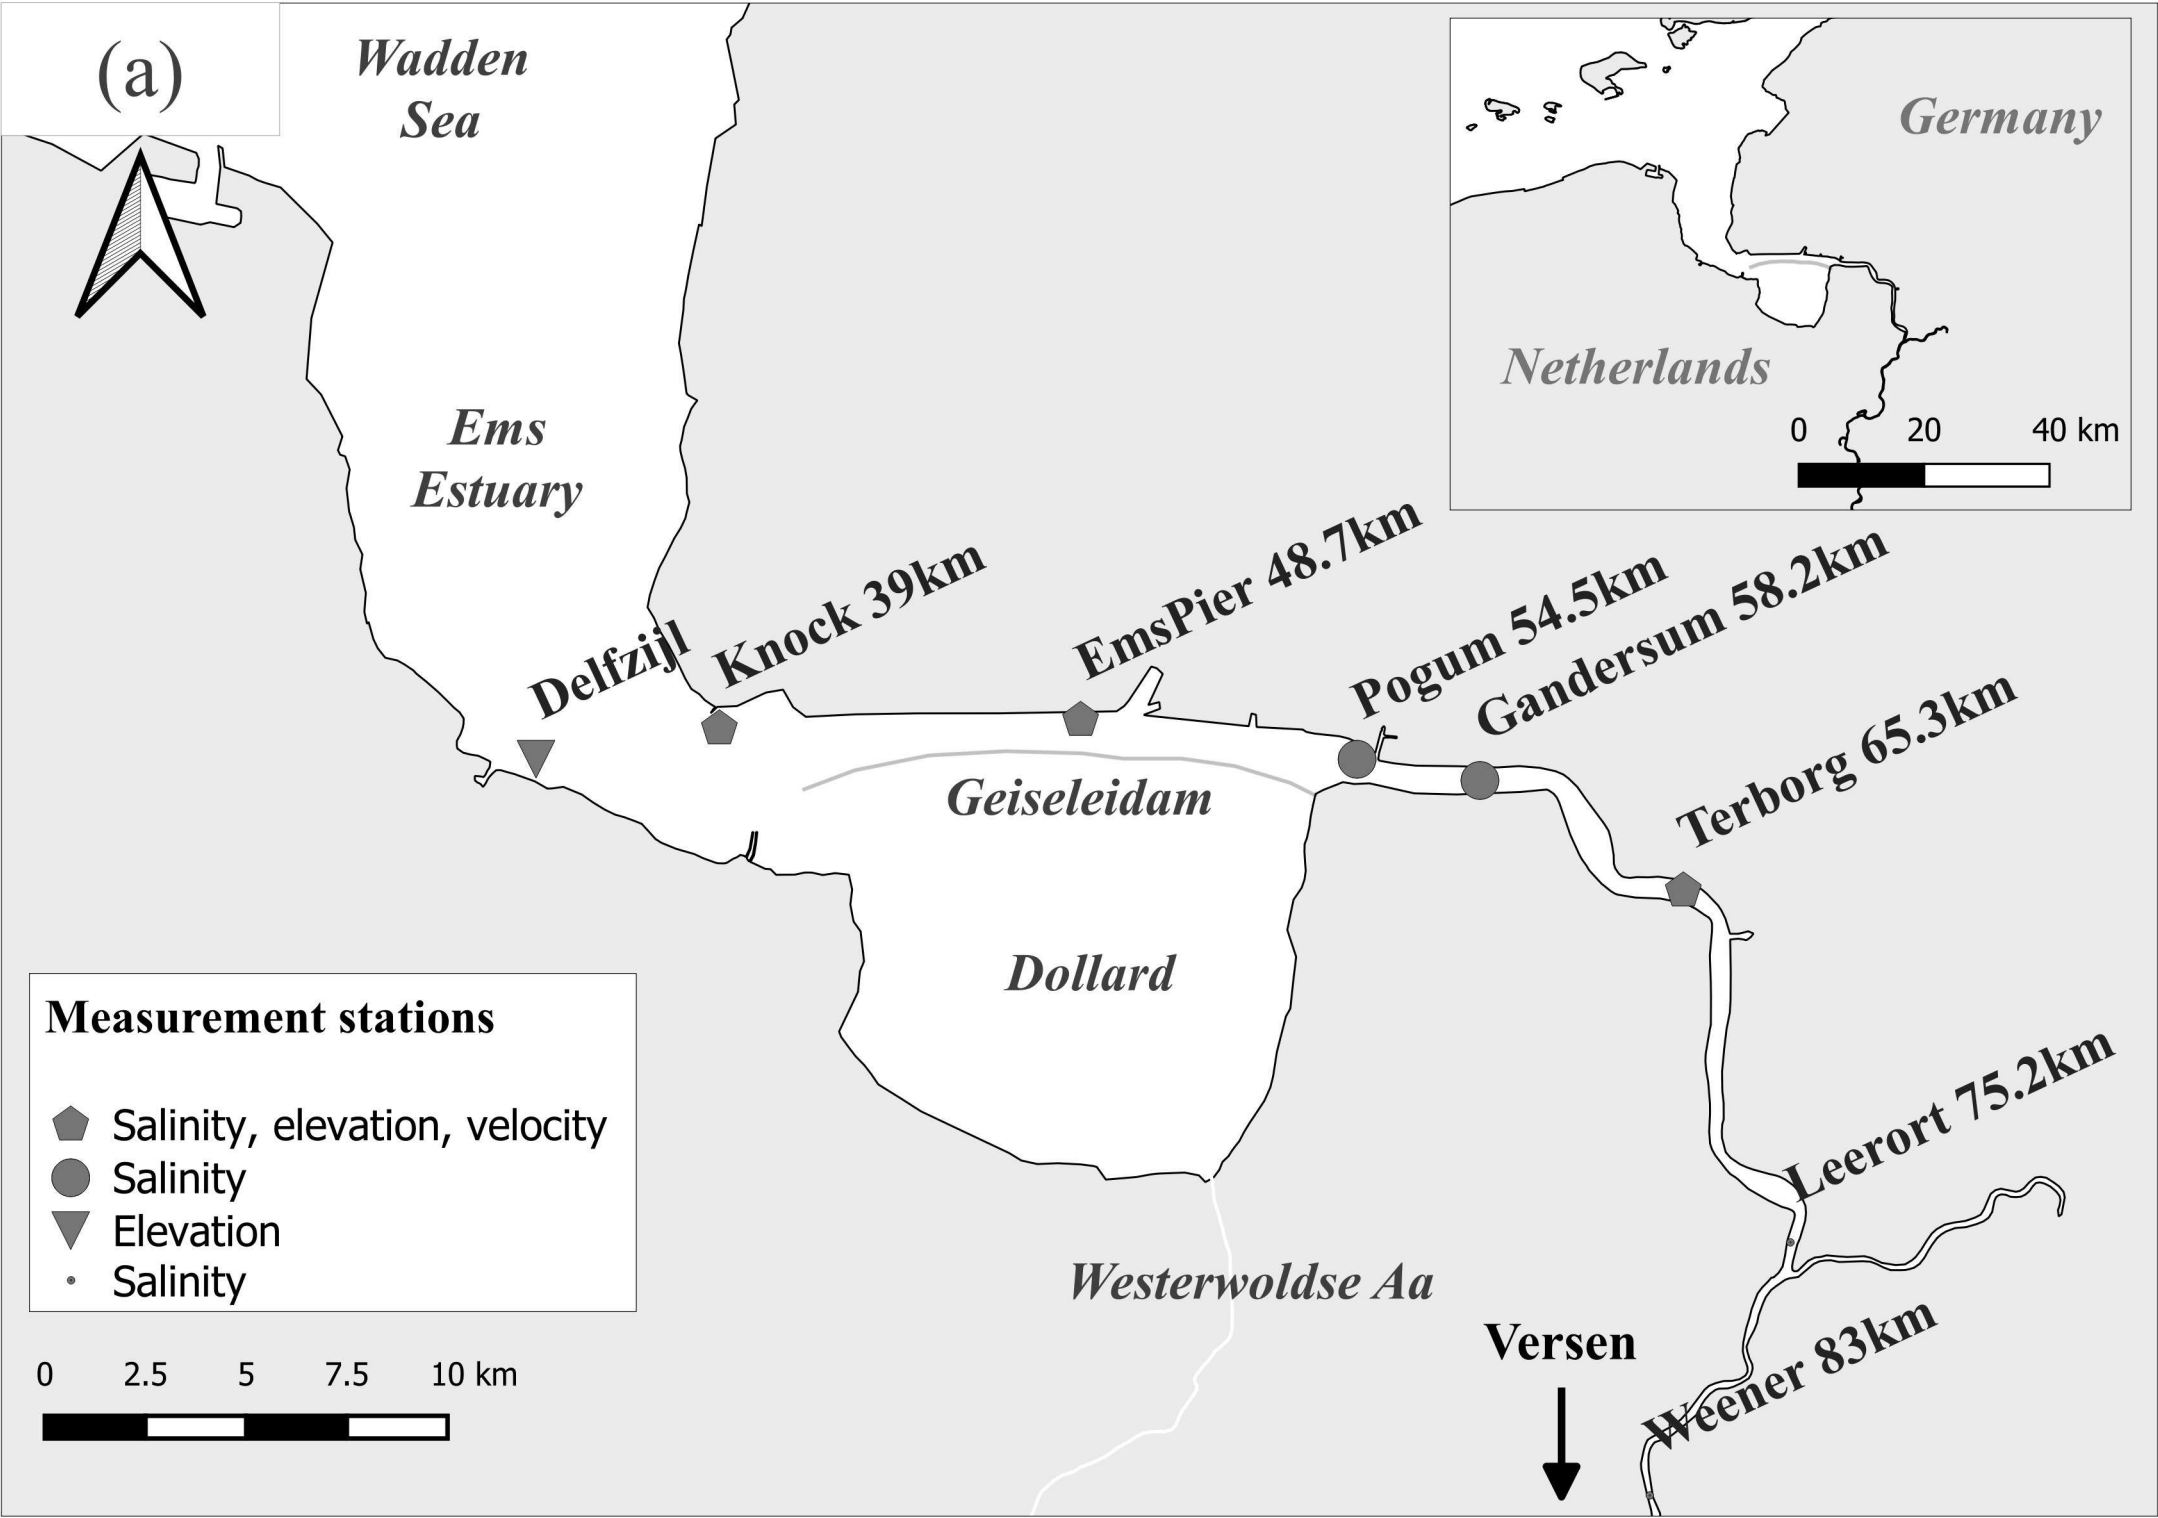 (a)
Wadden
Sea
Germany
Netherlands
0 20 40 km
Ems
Estuary
Delfzijl
Knock 39km
EmsPier 48.7km
Pogum 54.5km
Gandersum 58.2km
Terborg 65.3km
Geiseleidam
Dollard
Leerort 75.2km
Westerwoldse Aa
Versen
Weener 83km
Measurement stations
Salinity, elevation, velocity
Salinity
Elevation
Salinity
0 2.5 5 7.5 10 km